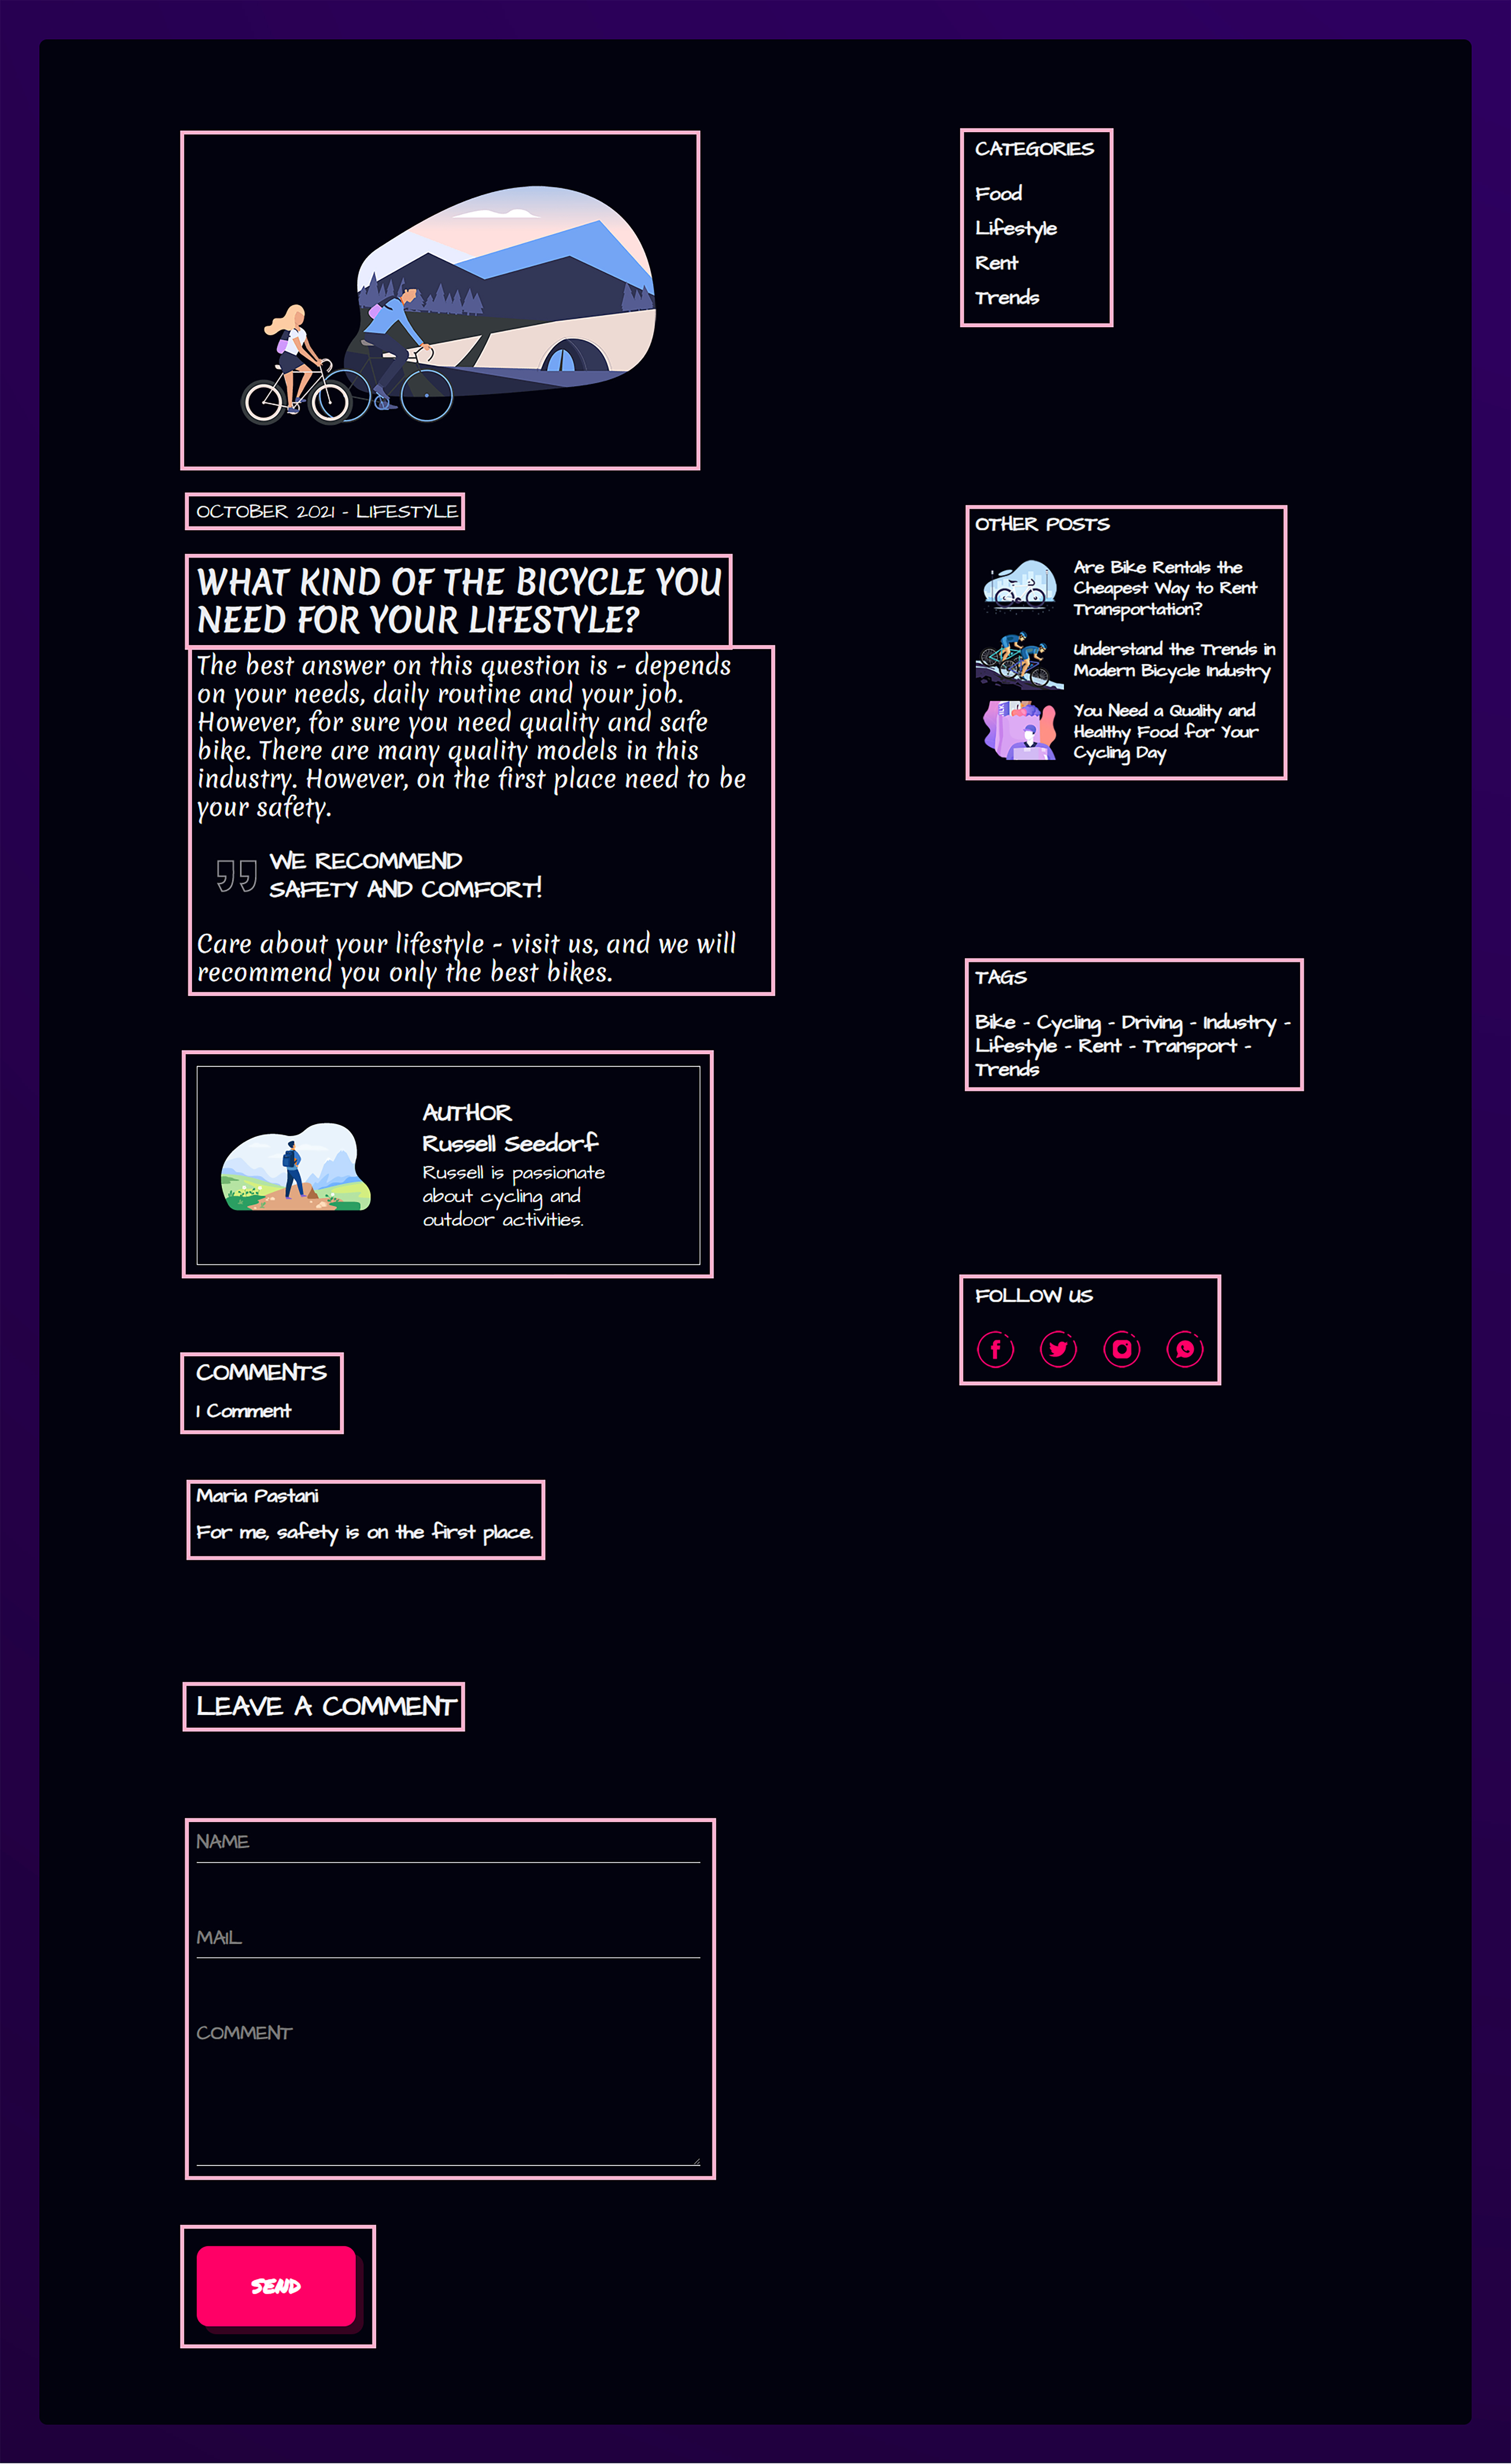 OCTOBER 2021 - LIFESTYLE
WHAT KIND OF THE BICYCLE YOU
NEED FOR YOUR LIFESTYLE?
The best answer on this question is - depends
on your needs, daily routine and your job.
However, for sure you need quality and safe
bike. There are many quality models in this
industry. However, on the first place need to be
your safety.
WE RECOMMEND
SAFETY AND COMFORT!
Care about your lifestyle - visit us, and we will
recommend you only the best bikes.
AUTHOR
Russell Seedorf
Russell is passionate
about cycling and
outdoor activities.
COMMENTS
1 Comment
Maria Pastani
For me, safety is on the first place.
LEAVE A COMMENT
NAME
MAIL
COMMENT
SEND
CATEGORIES
Food
Lifestyle
Rent
Trends
OTHER POSTS
Are Bike Rentals the
Cheapest Way to Rent
Transportation?
Understand the Trends in
Modern Bicycle Industry
You Need a Quality and
Healthy Food for Your
Cycling Day
TAGS
Bike - Cycling - Driving - Industry -
Lifestyle - Rent - Transport -
Trends
FOLLOW US